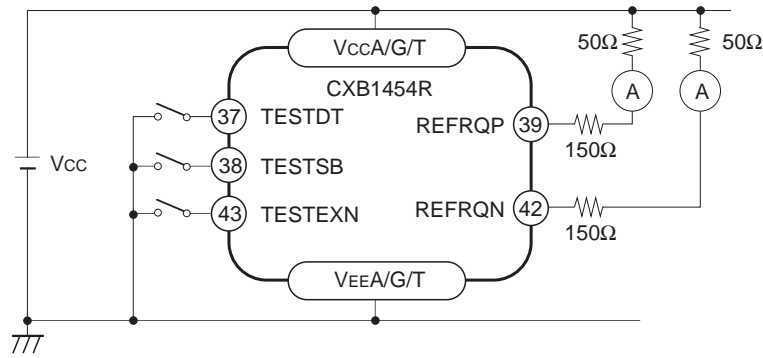 VCCA/G/T
50Ω
50Ω
CXB1454R
A
A
37
TESTDT
REFRQP
39
150Ω
VCC
38
TESTSB
43
TESTEXN
REFRQN
42
150Ω
VEEA/G/T